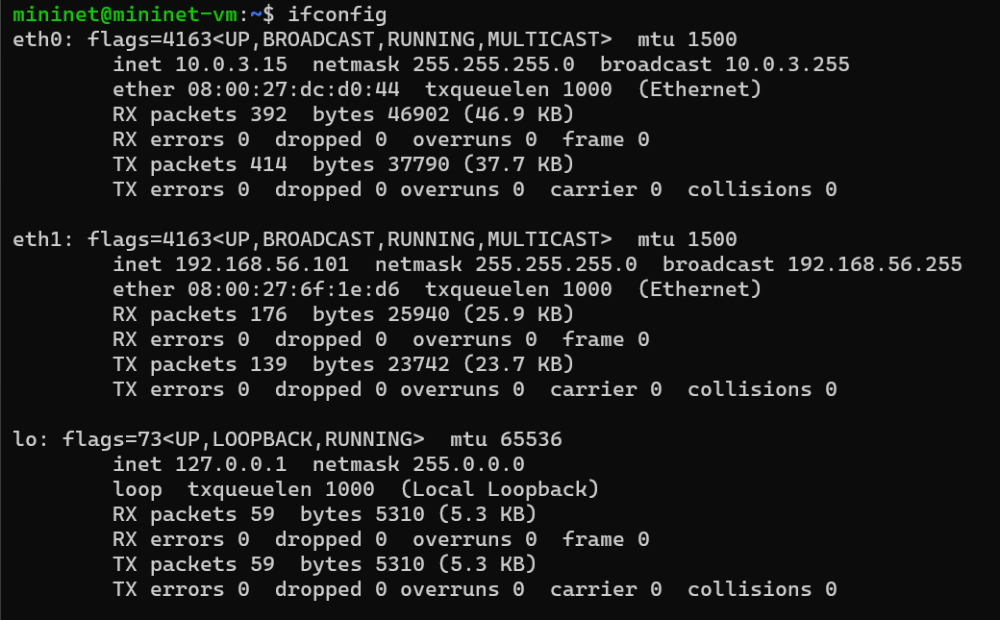 mininet@mininet-vm:~$ ifconfig
eth0: flags=4163<UP,BROADCAST,RUNNING,MULTICAST>  mtu 1500
        inet 10.0.3.15  netmask 255.255.255.0  broadcast 10.0.3.255
        ether 08:00:27:dc:d0:44  txqueuelen 1000  (Ethernet)
        RX packets 392  bytes 46902 (46.9 KB)
        RX errors 0  dropped 0  overruns 0  frame 0
        TX packets 414  bytes 37790 (37.7 KB)
        TX errors 0  dropped 0 overruns 0  carrier 0  collisions 0

eth1: flags=4163<UP,BROADCAST,RUNNING,MULTICAST>  mtu 1500
        inet 192.168.56.101  netmask 255.255.255.0  broadcast 192.168.56.255
        ether 08:00:27:6f:1e:d6  txqueuelen 1000  (Ethernet)
        RX packets 176  bytes 25940 (25.9 KB)
        RX errors 0  dropped 0  overruns 0  frame 0
        TX packets 139  bytes 23742 (23.7 KB)
        TX errors 0  dropped 0 overruns 0  carrier 0  collisions 0

lo: flags=73<UP,LOOPBACK,RUNNING>  mtu 65536
        inet 127.0.0.1  netmask 255.0.0.0
        loop  txqueuelen 1000  (Local Loopback)
        RX packets 59  bytes 5310 (5.3 KB)
        RX errors 0  dropped 0  overruns 0  frame 0
        TX packets 59  bytes 5310 (5.3 KB)
        TX errors 0  dropped 0 overruns 0  carrier 0  collisions 0